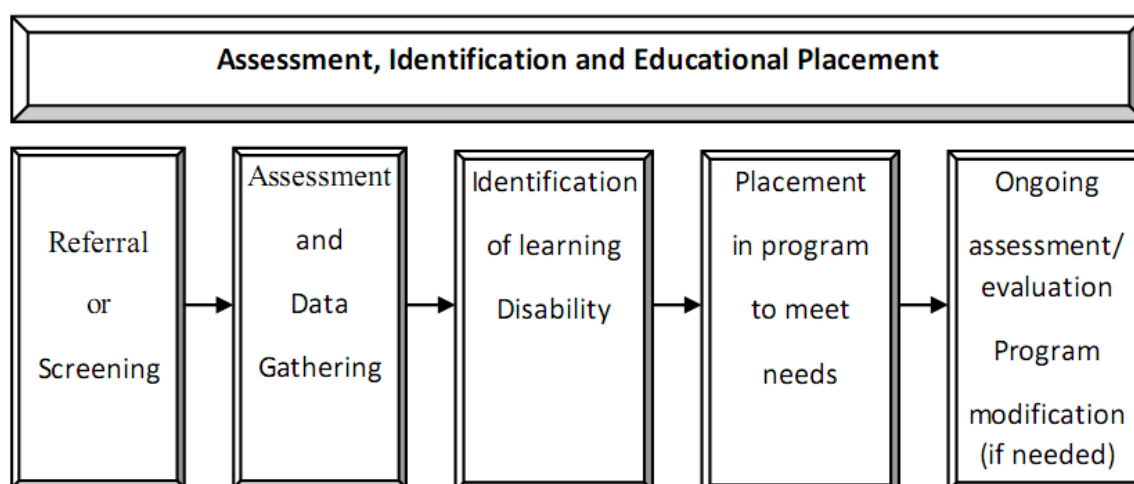 Assessment, Identification and Educational Placement
Referral
or
Screening
Assessment
and
Data
Gathering
Identification
of learning
Disability
Placement
in program
to meet
needs
Ongoing
assessment/
evaluation
Program
modification
(if needed)